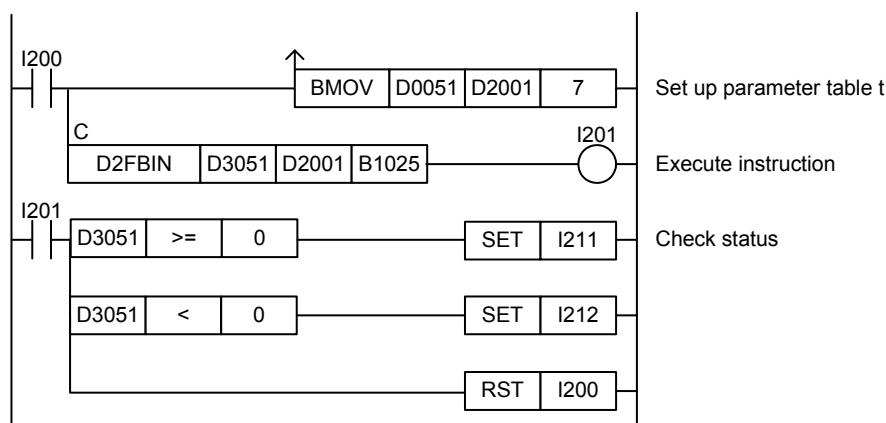 I200
BMOV D0051 D2001 7 Set up parameter table t
C I201
D2FBIN D3051 D2001 B1025 Execute instruction
I201
D3051 >= 0 SET I211 Check status
D3051 < 0 SET I212
RST I200